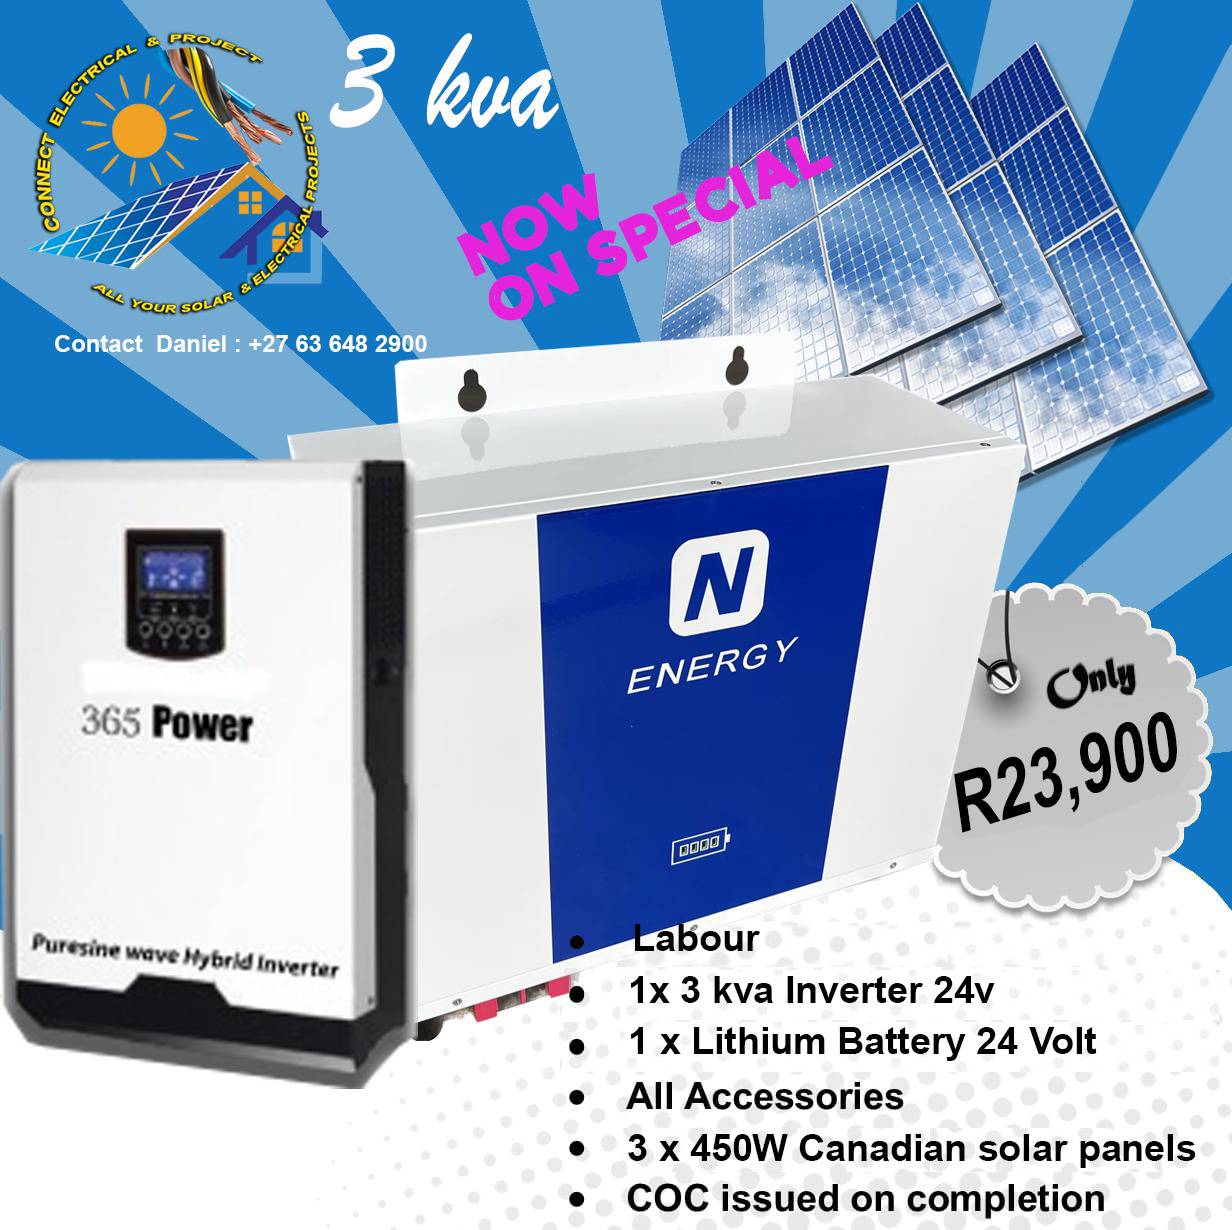 CONNECT ELECTRICAL & PROJECT
ALL YOUR SOLAR & ELECTRICAL PROJECTS
Contact Daniel : +27 63 648 2900
3 kva
NOW
ON SPECIAL
N
ENERGY
365 Power
Puresine wave Hybrid Inverter
Only
R23,900
• Labour
• 1x 3 kva Inverter 24v
• 1 x Lithium Battery 24 Volt
• All Accessories
• 3 x 450W Canadian solar panels
• COC issued on completion